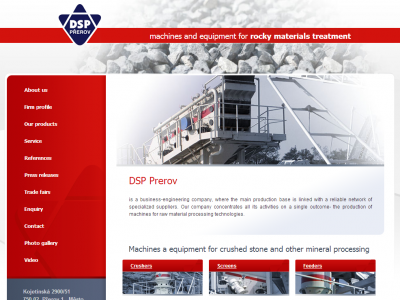 DSP
PŘEROV
machines and equipment for rocky materials treatment
About us
Firm profile
Our products
Service
References
Press releases
Trade fairs
Enquiry
Contact
Photo gallery
Video
Kojetínská 2900/51
DSP Prerov
is a business-engineering company, where the main production base is linked with a reliable network of
specialized suppliers. Our company concentrates all its activities on a single outcome- the production of
machines for raw material processing technologies.
Machines a equipment for crushed stone and other mineral processing
Crushers
Screens
Feeders